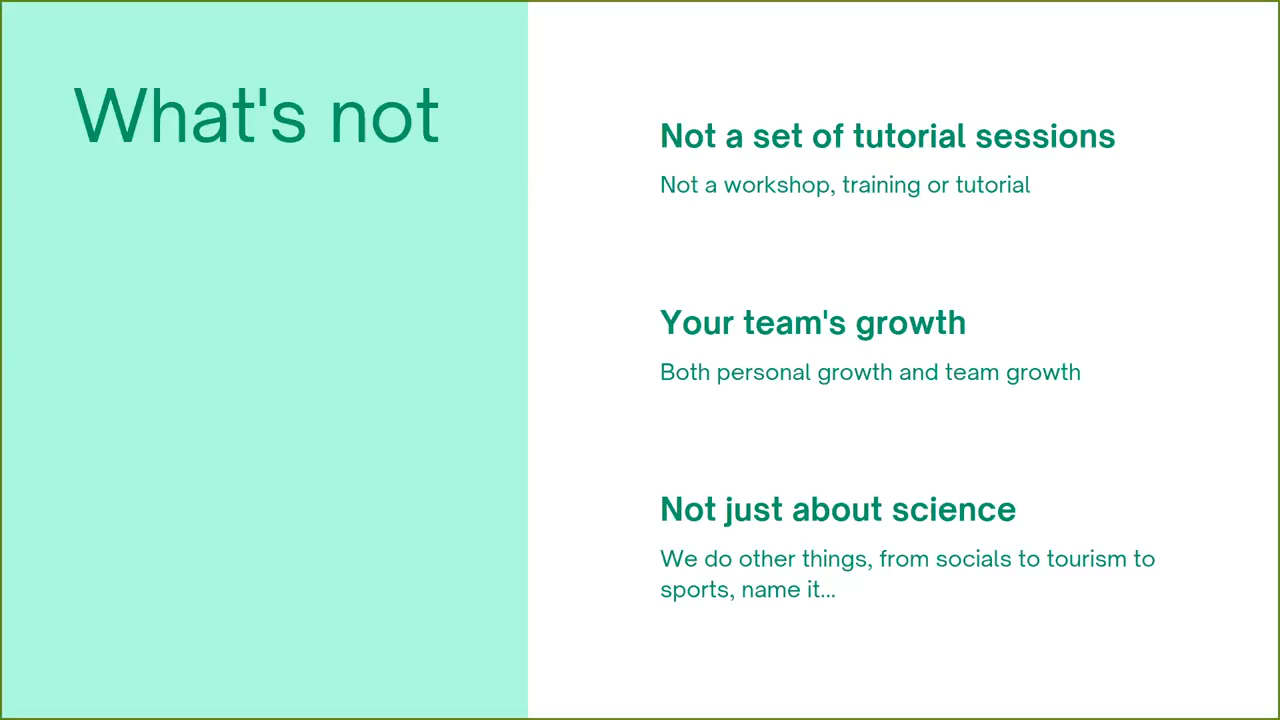 What's not
Not a set of tutorial sessions
Not a workshop, training or tutorial
Your team's growth
Both personal growth and team growth
Not just about science
We do other things, from socials to tourism to
sports, name it...